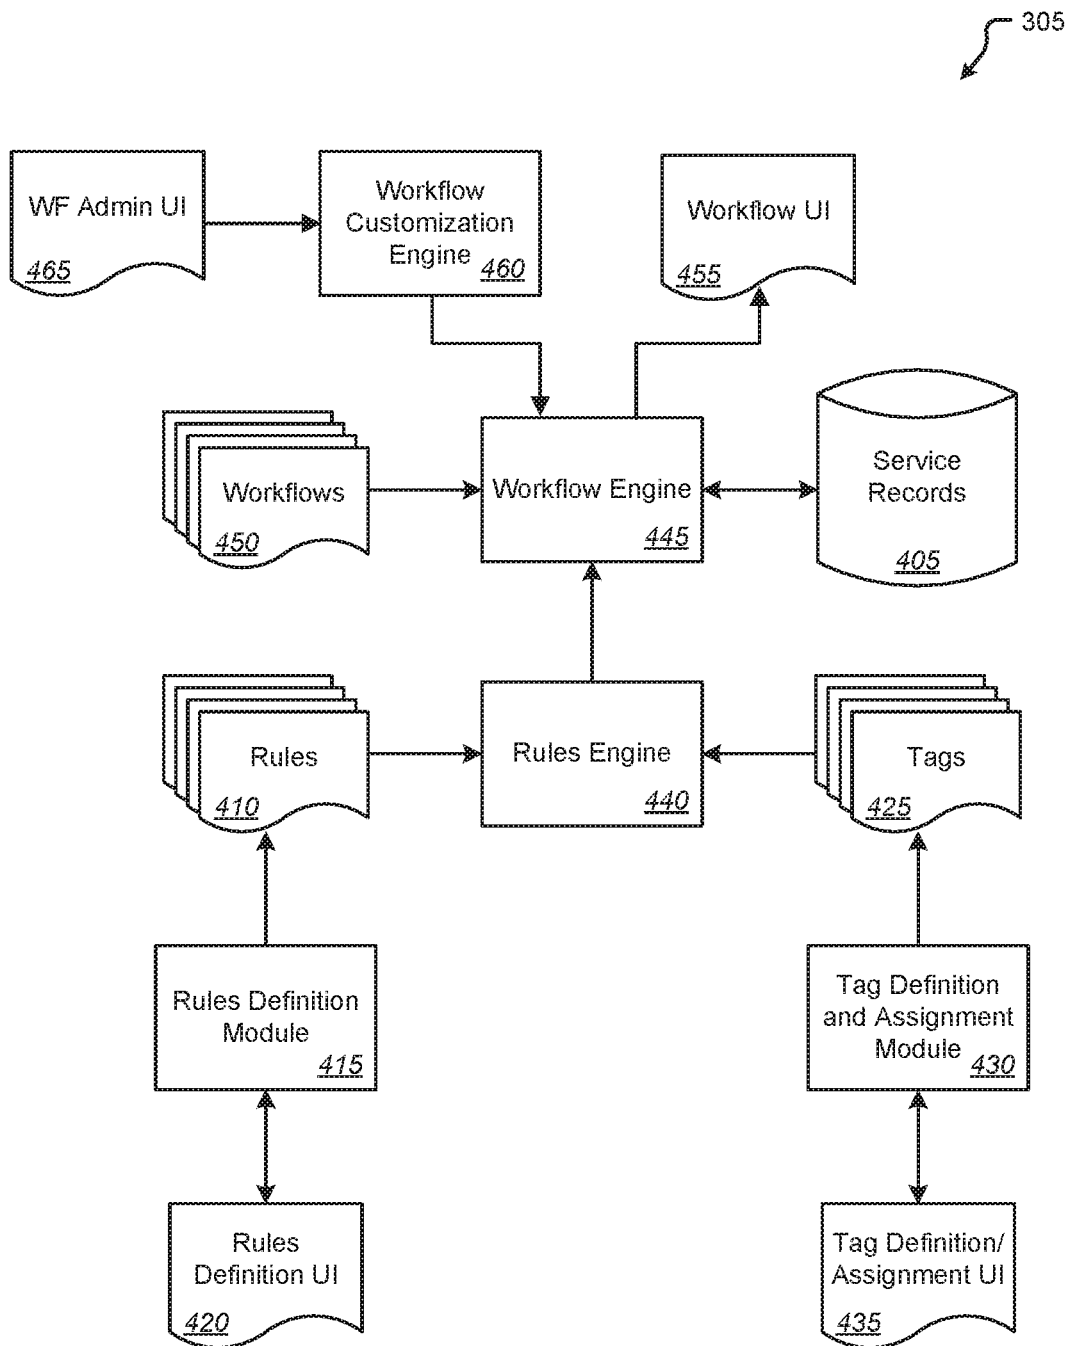 305
WF Admin UI
465
Workflow
Customization
Engine
460
Workflow UI
455
Workflows
450
Workflow Engine
445
Service
Records
405
Rules
410
Rules Engine
440
Tags
425
Rules Definition
Module
415
Tag Definition
and Assignment
Module
430
Rules
Definition UI
420
Tag Definition/
Assignment UI
435